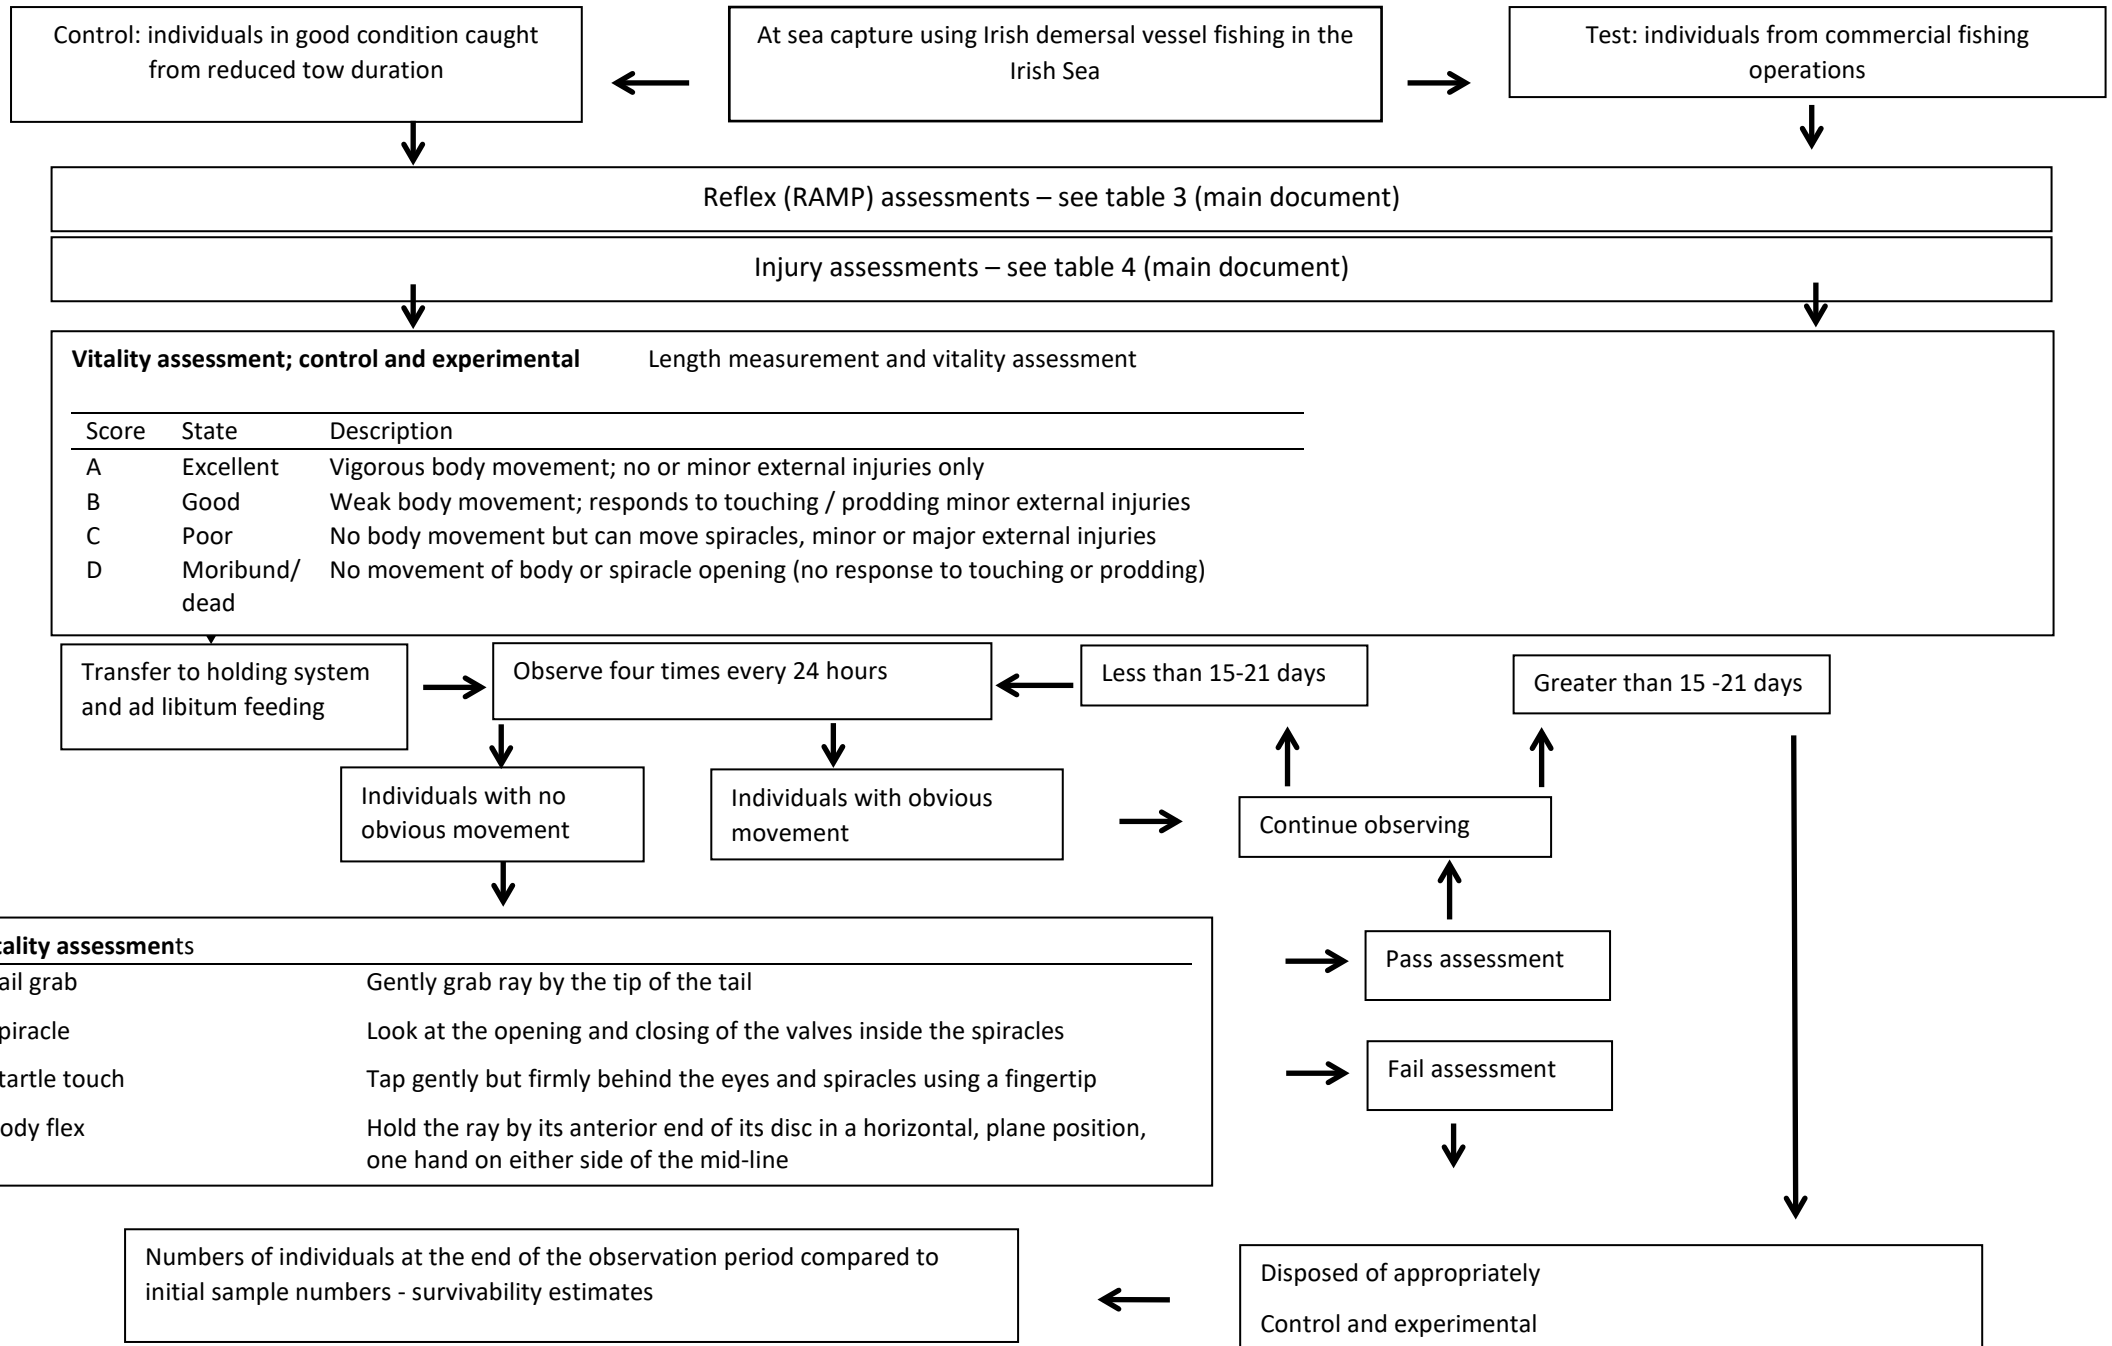 Control: individuals in good condition caught
from reduced tow duration
At sea capture using Irish demersal vessel fishing in the
Irish Sea
Test: individuals from commercial fishing
operations
Reflex (RAMP) assessments – see table 3 (main document)
Injury assessments – see table 4 (main document)
Vitality assessment; control and experimental Length measurement and vitality assessment
Score State Description
A Excellent Vigorous body movement; no or minor external injuries only
B Good Weak body movement; responds to touching / prodding minor external injuries
C Poor No body movement but can move spiracles, minor or major external injuries
D Moribund/ No movement of body or spiracle opening (no response to touching or prodding)
dead
Transfer to holding system
and ad libitum feeding
Observe four times every 24 hours
Less than 15-21 days
Greater than 15 -21 days
Individuals with no
obvious movement
Individuals with obvious
movement
Continue observing
tality assessments
ail grab Gently grab ray by the tip of the tail
piracle Look at the opening and closing of the valves inside the spiracles
tartle touch Tap gently but firmly behind the eyes and spiracles using a fingertip
ody flex Hold the ray by its anterior end of its disc in a horizontal, plane position,
one hand on either side of the mid-line
Pass assessment
Fail assessment
Numbers of individuals at the end of the observation period compared to
initial sample numbers - survivability estimates
Disposed of appropriately
Control and experimental